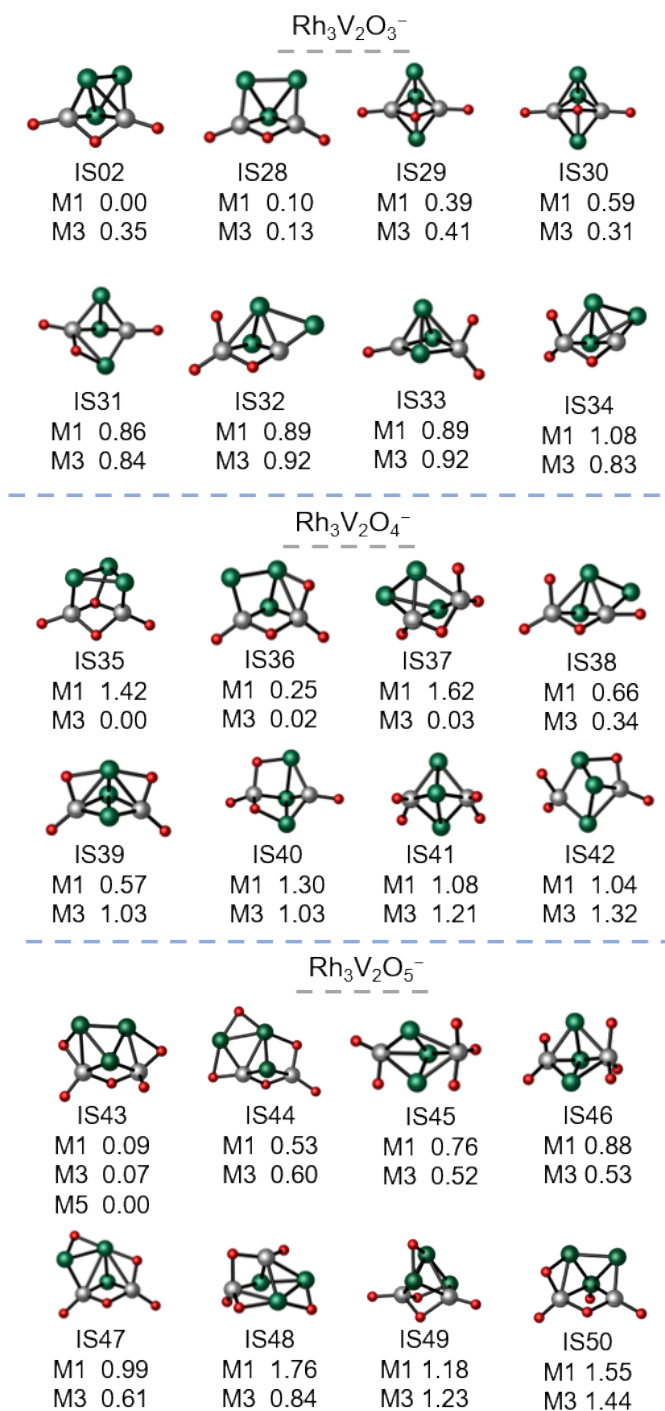 Rh₃V₂O₃⁻
IS02 IS28 IS29 IS30
M1 0.00 M1 0.10 M1 0.39 M1 0.59
M3 0.35 M3 0.13 M3 0.41 M3 0.31
IS31 IS32 IS33 IS34
M1 0.86 M1 0.89 M1 0.89 M1 1.08
M3 0.84 M3 0.92 M3 0.92 M3 0.83
Rh₃V₂O₄⁻
IS35 IS36 IS37 IS38
M1 1.42 M1 0.25 M1 1.62 M1 0.66
M3 0.00 M3 0.02 M3 0.03 M3 0.34
IS39 IS40 IS41 IS42
M1 0.57 M1 1.30 M1 1.08 M1 1.04
M3 1.03 M3 1.03 M3 1.21 M3 1.32
Rh₃V₂O₅⁻
IS43 IS44 IS45 IS46
M1 0.09 M1 0.53 M1 0.76 M1 0.88
M3 0.07 M3 0.60 M3 0.52 M3 0.53
M5 0.00
IS47 IS48 IS49 IS50
M1 0.99 M1 1.76 M1 1.18 M1 1.55
M3 0.61 M3 0.84 M3 1.23 M3 1.44